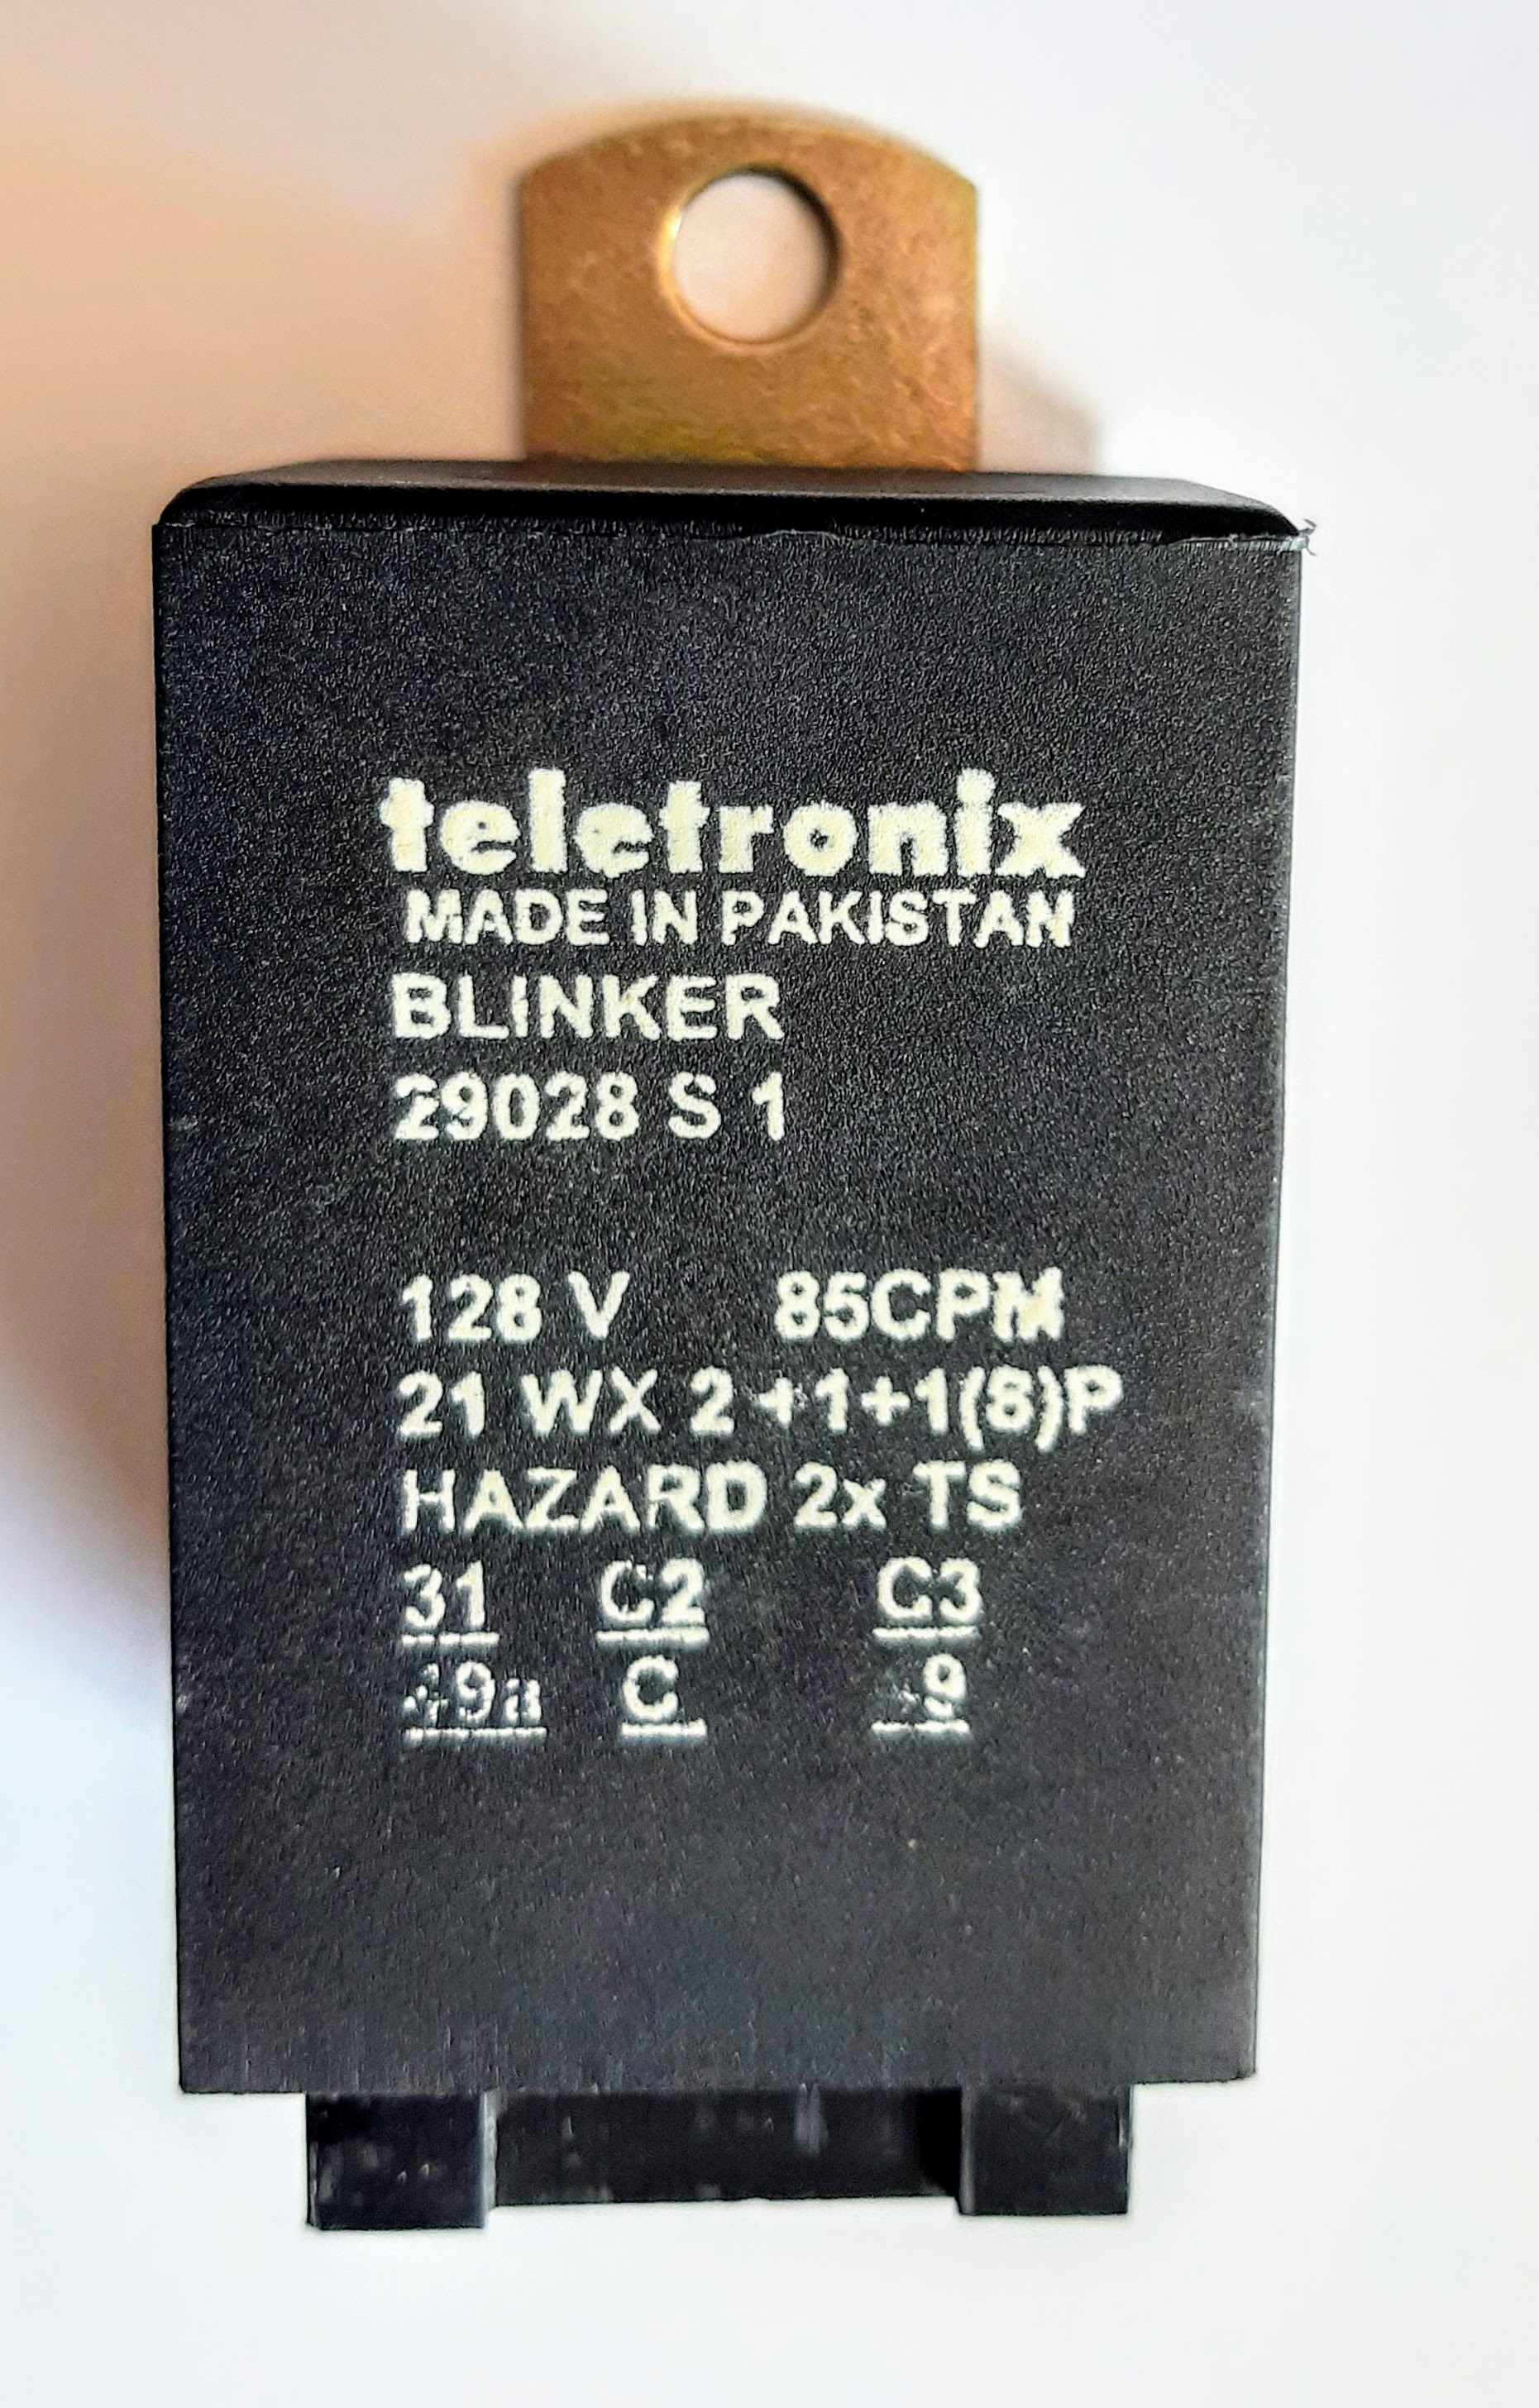 teletronix
MADE IN PAKISTAN
BLINKER
29028 S 1
128 V 85CPM
21 WX 2+1+1(8)P
HAZARD 2x TS
31 C2 C3
49a C